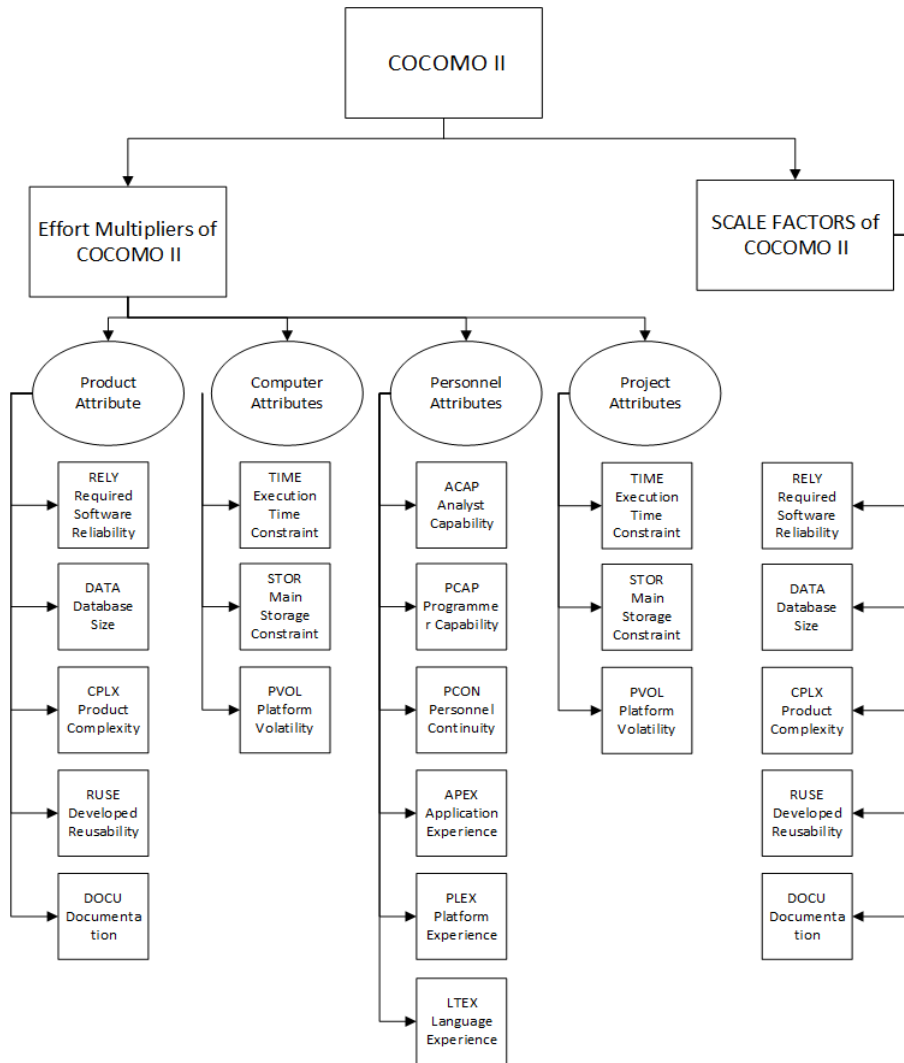 COCOMO II
Effort Multipliers of
COCOMO II
SCALE FACTORS of
COCOMO II
Product
Attribute
Computer
Attributes
Personnel
Attributes
Project
Attributes
RELY
Required
Software
Reliability
DATA
Database
Size
CPLX
Product
Complexity
RUSE
Developed
Reusability
DOCU
Documenta
tion
TIME
Execution
Time
Constraint
STOR
Main
Storage
Constraint
PVOL
Platform
Volatility
ACAP
Analyst
Capability
PCAP
Programme
r Capability
PCON
Personnel
Continuity
APEX
Application
Experience
PLEX
Platform
Experience
LTEX
Language
Experience
TIME
Execution
Time
Constraint
STOR
Main
Storage
Constraint
PVOL
Platform
Volatility
RELY
Required
Software
Reliability
DATA
Database
Size
CPLX
Product
Complexity
RUSE
Developed
Reusability
DOCU
Documenta
tion